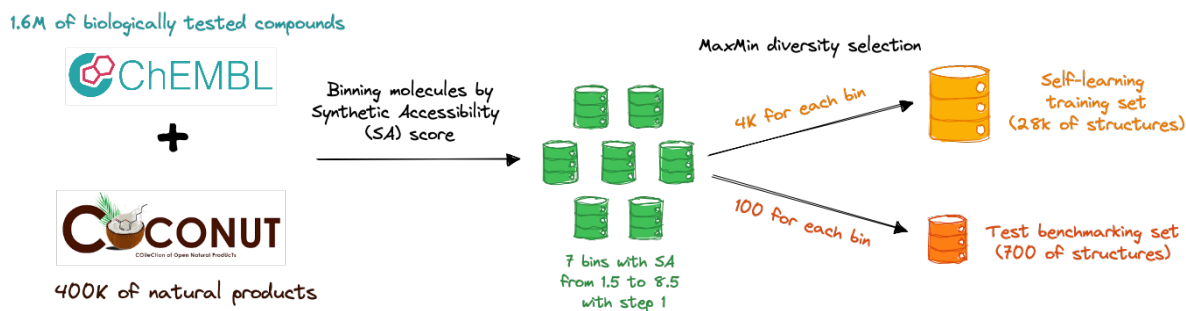 1.6M of biologically tested compounds
ChEMBL
+
COCONUT
COllection of Open Natural ProdUcTs
400K of natural products
Binning molecules by
Synthetic Accessibility
(SA) score
7 bins with SA
from 1.5 to 8.5
with step 1
MaxMin diversity selection
4K for each bin
100 for each bin
Self-learning
training set
(28k of structures)
Test benchmarking set
(700 of structures)